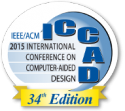 IEEE/ACM
2015 INTERNATIONAL
CONFERENCE ON
COMPUTER-AIDED
DESIGN
ICCAD
34th Edition